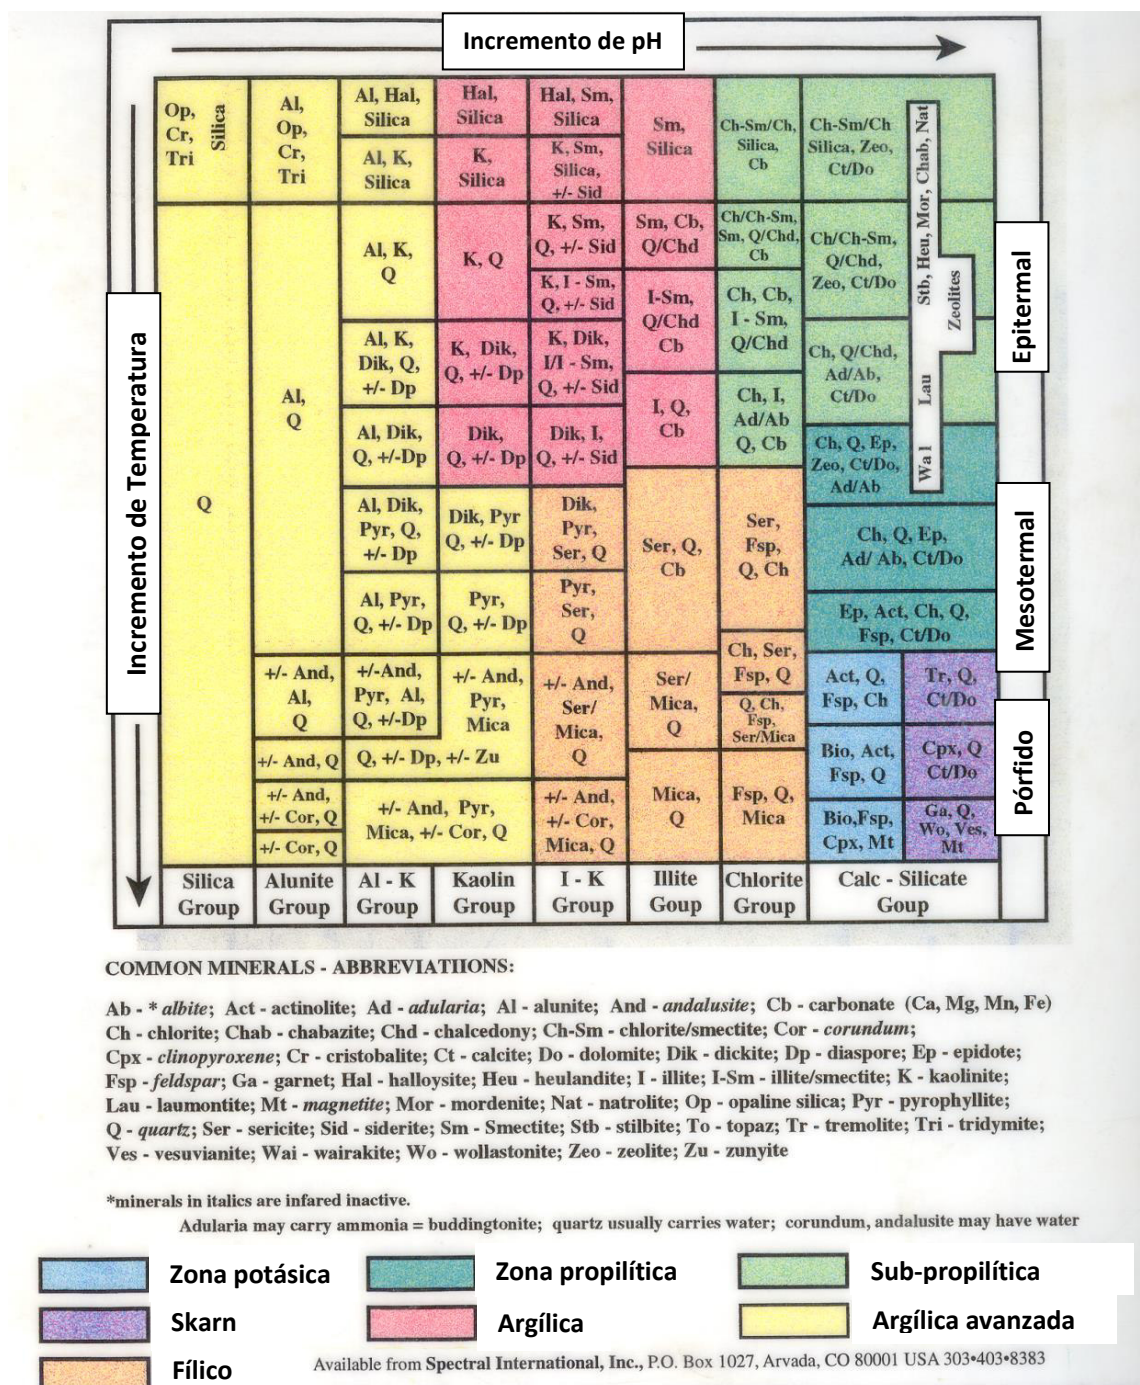 Incremento de pH
Incremento de Temperatura
Op,
Cr,
Tri
Silica
Al,
Op,
Cr,
Tri
Al, Hal,
Silica
Hal,
Silica
Hal, Sm,
Silica
Sm,
Silica
Ch-Sm/Ch,
Silica,
Cb
Ch-Sm/Ch
Silica, Zeo,
Ct/Do
Stb, Heu, Mor, Chab, Nat
Al, K,
Silica
K,
Silica
K, Sm,
Silica,
+/- Sid
Q
Al,
Q
Al, K,
Q
K, Q
K, Sm,
Q, +/- Sid
Sm, Cb,
Q/Chd
Ch/Ch-Sm,
Sm, Q/Chd,
Cb
Ch/Ch-Sm,
Q/Chd,
Zeo, Ct/Do
Zeolites
K, I - Sm,
Q, +/- Sid
I-Sm,
Q/Chd
Cb
Ch, Cb,
I - Sm,
Q/Chd
Al, K,
Dik, Q,
+/- Dp
K, Dik,
Q, +/- Dp
K, Dik,
I/I - Sm,
Q, +/- Sid
Ch, Q/Chd,
Ad/Ab,
Ct/Do
Lau
I, Q,
Cb
Ch, I,
Ad/Ab
Q, Cb
Al, Dik,
Q, +/-Dp
Dik,
Q, +/- Dp
Dik, I,
Q, +/- Sid
Ch, Q, Ep,
Zeo, Ct/Do,
Ad/Ab
Wa l
Al, Dik,
Pyr, Q,
+/- Dp
Dik, Pyr
Q, +/- Dp
Dik,
Pyr,
Ser, Q
Ser, Q,
Cb
Ser,
Fsp,
Q, Ch
Ch, Q, Ep,
Ad/ Ab, Ct/Do
Al, Pyr,
Q, +/- Dp
Pyr,
Q, +/- Dp
Pyr,
Ser,
Q
Ep, Act, Ch, Q,
Fsp, Ct/Do
+/- And,
Al,
Q
+/-And,
Pyr, Al,
Q, +/-Dp
+/- And,
Pyr,
Mica
+/- And,
Ser/
Mica,
Q
Ser/
Mica,
Q
Ch, Ser,
Fsp, Q
Act, Q,
Fsp, Ch
Tr, Q,
Ct/Do
Q, Ch,
Fsp,
Ser/Mica
+/- And, Q
Q, +/- Dp, +/- Zu
Bio, Act,
Fsp, Q
Cpx, Q
Ct/Do
+/- And,
+/- Cor, Q
+/- And, Pyr,
Mica, +/- Cor, Q
+/- And,
+/- Cor,
Mica, Q
Mica,
Q
Fsp, Q,
Mica
Bio,Fsp,
Cpx, Mt
Ga, Q,
Wo, Ves,
Mt
+/- Cor, Q
Epitermal
Mesotermal
Pórfido
Silica
Group
Alunite
Group
Al - K
Group
Kaolin
Group
I - K
Group
Illite
Goup
Chlorite
Group
Calc - Silicate
Goup
COMMON MINERALS - ABBREVIATIIONS:
Ab - * albite; Act - actinolite; Ad - adularia; Al - alunite; And - andalusite; Cb - carbonate (Ca, Mg, Mn, Fe)
Ch - chlorite; Chab - chabazite; Chd - chalcedony; Ch-Sm - chlorite/smectite; Cor - corundum;
Cpx - clinopyroxene; Cr - cristobalite; Ct - calcite; Do - dolomite; Dik - dickite; Dp - diaspore; Ep - epidote;
Fsp - feldspar; Ga - garnet; Hal - halloysite; Heu - heulandite; I - illite; I-Sm - illite/smectite; K - kaolinite;
Lau - laumontite; Mt - magnetite; Mor - mordenite; Nat - natrolite; Op - opaline silica; Pyr - pyrophyllite;
Q - quartz; Ser - sericite; Sid - siderite; Sm - Smectite; Stb - stilbite; To - topaz; Tr - tremolite; Tri - tridymite;
Ves - vesuvianite; Wai - wairakite; Wo - wollastonite; Zeo - zeolite; Zu - zunyite
*minerals in italics are infared inactive.
Adularia may carry ammonia = buddingtonite; quartz usually carries water; corundum, andalusite may have water
Zona potásica
Zona propilítica
Sub-propilítica
Skarn
Argílica
Argílica avanzada
Fílico
Available from Spectral International, Inc., P.O. Box 1027, Arvada, CO 80001 USA 303•403•8383